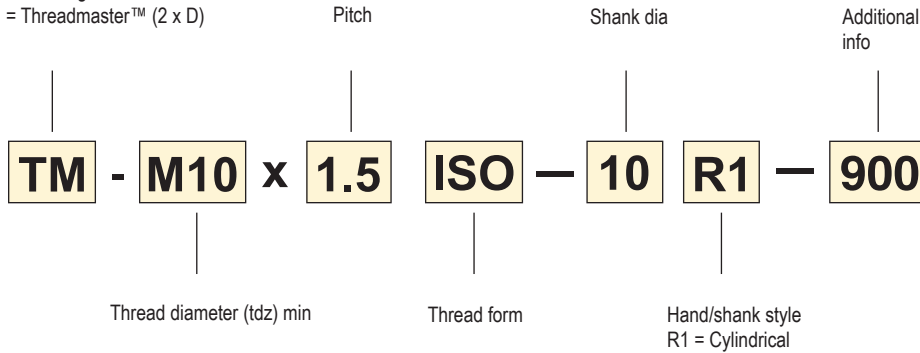 = Threadmaster™ (2 x D)
Pitch
Shank dia
Additional
info
TM - M10 x 1.5 ISO — 10 R1 — 900
Thread diameter (tdz) min
Thread form
Hand/shank style
R1 = Cylindrical